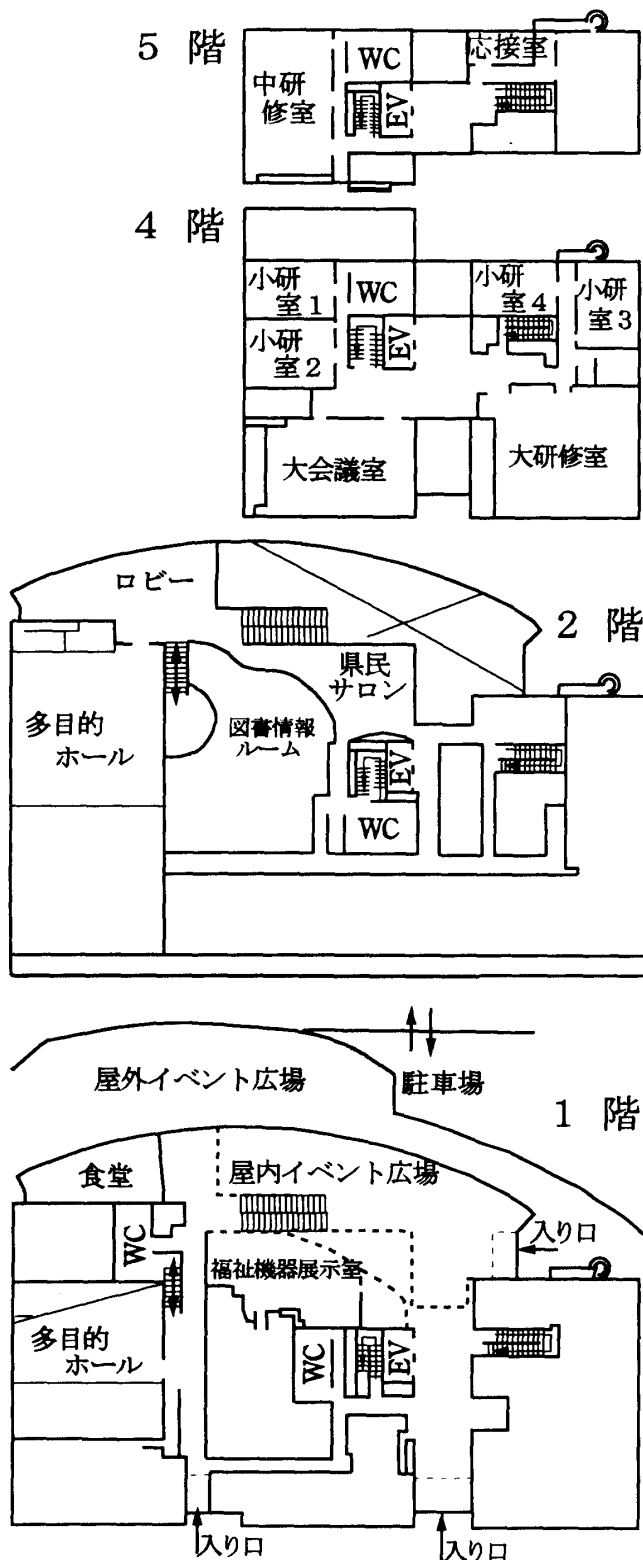 5 階
WC
応接室
中研
修室
EV
4 階
小研
室1
WC
小研
室4
小研
室3
小研
室2
EV
大会議室
大研修室
ロビー
2 階
県民
サロン
多目的
ホール
図書情報
ルーム
EV
WC
屋外イベント広場
駐車場
1 階
食堂
屋内イベント広場
WC
入り口
福祉機器展示室
多目的
ホール
WC
EV
入り口
入り口